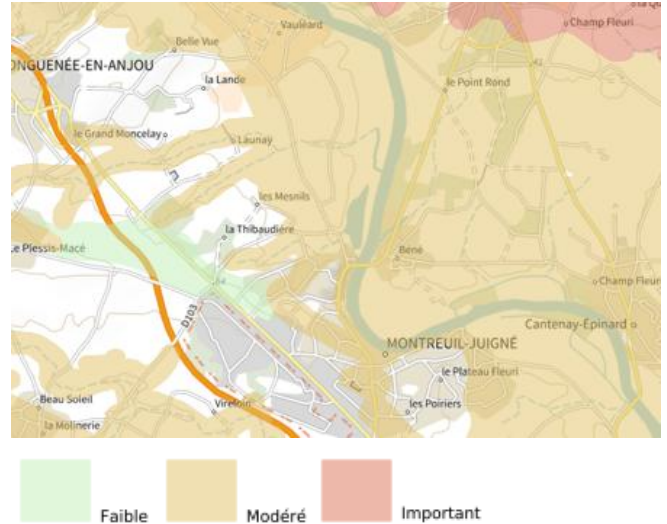 Vauléard
Champ Fleuri
Belle Vue
ONGUENÉE-EN-ANJOU
la Lande
le Point Rond
le Grand Moncelay
Launay
les Mesnils
la Thibaudière
Le Plessis-Macé
Bené
Champ Fleur
D103
Cantenay-Épinard
MONTREUIL-JUIGNÉ
le Plateau Fleuri
Beau Soleil
Vireloin
les Poiriers
la Molinerie
Faible Modéré Important